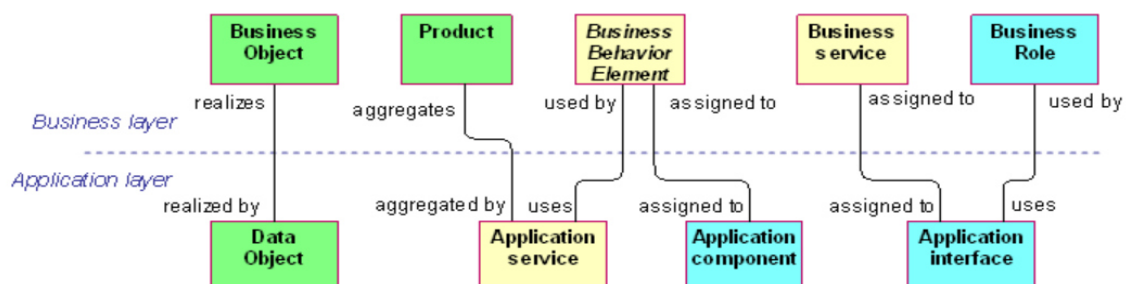 Business
Object
Product
Business
Behavior
Element
Business
service
Business
Role
realizes
aggregates
used by
assigned to
assigned to
used by
Business layer
Application layer
realized by
aggregated by
uses
assigned to
assigned to
uses
Data
Object
Application
service
Application
component
Application
interface